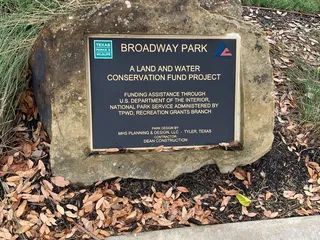 TEXAS
BROADWAY PARK
A LAND AND WATER
CONSERVATION FUND PROJECT
FUNDING ASSISTANCE THROUGH
U.S. DEPARTMENT OF THE INTERIOR,
NATIONAL PARK SERVICE ADMINISTERED BY
TPWD, RECREATION GRANTS BRANCH
PARK DESIGN BY
MHS PLANNING & DESIGN, LLC - TYLER, TEXAS
CONTRACTOR
DEAN CONSTRUCTION